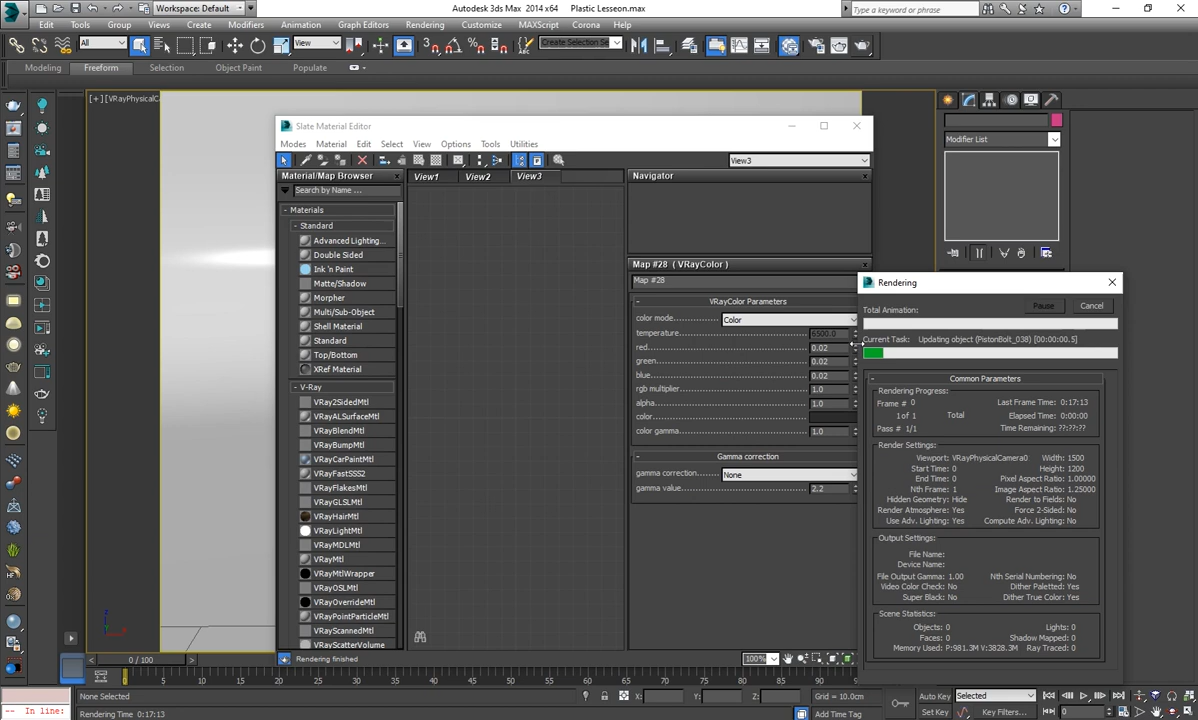 Workspace: Default
Autodesk 3ds Max 2014 x64
Plastic Lesseon.max
Type a keyword or phrase
Edit
Tools
Group
Views
Create
Modifiers
Animation
Graph Editors
Rendering
Customize
MAXScript
Corona
Help
All
View
Create Selection Se
Modeling
Freeform
Selection
Object Paint
Populate
[+][VRayPhysicalCa
Slate Material Editor
Modes
Material
Edit
Select
View
Options
Tools
Utilities
View3
Material/Map Browser
View1
View2
View3
Navigator
Search by Name ...
- Materials
- Standard
Advanced Lighting...
Double Sided
Ink 'n Paint
Matte/Shadow
Morpher
Multi/Sub-Object
Shell Material
Standard
Top/Bottom
XRef Material
- V-Ray
VRay2SidedMtl
VRayALSurfaceMtl
VRayBlendMtl
VRayBumpMtl
VRayCarPaintMtl
VRayFastSSS2
VRayFlakesMtl
VRayGLSLMtl
VRayHairMtl
VRayLightMtl
VRayMDLMtl
VRayMtl
VRayMtlWrapper
VRayOSLMtl
VRayOverrideMtl
VRayPointParticleMtl
VRayScannedMtl
VRayScatterVolume
Map #28 ( VRayColor )
Map #28
VRayColor Parameters
color mode
Color
temperature
6500.0
red
0.02
green
0.02
blue
0.02
rgb multiplier
1.0
alpha
1.0
color
color gamma
1.0
Gamma correction
gamma correction
None
gamma value
2.2
Rendering finished
100%
Modifier List
Rendering
Total Animation:
Pause
Cancel
Current Task: Updating object (PistonBolt_038) [00:00:00.5]
Common Parameters
Rendering Progress:
Frame # 0
Last Frame Time: 0:17:13
1 of 1 Total
Elapsed Time: 0:00:00
Pass # 1/1
Time Remaining: ??:??:??
Render Settings:
Viewport: VRayPhysicalCamera0
Width: 1500
Start Time: 0
Height: 1200
End Time: 0
Pixel Aspect Ratio: 1.00000
Nth Frame: 1
Image Aspect Ratio: 1.25000
Hidden Geometry: Hide
Render to Fields: No
Render Atmosphere: Yes
Force 2-Sided: No
Use Adv. Lighting: Yes
Compute Adv. Lighting: No
Output Settings:
File Name:
Device Name:
File Output Gamma: 1.00
Nth Serial Numbering: No
Video Color Check: No
Dither Paletted: Yes
Super Black: No
Dither True Color: Yes
Scene Statistics:
Objects: 0
Lights: 0
Faces: 0
Shadow Mapped: 0
Memory Used: P:981.3M V:3828.3M
Ray Traced: 0
0 / 100
5 10 15 20 25 30 35 40 45 50 55 60 65 70 75 80 85 90
None Selected
X:
Y:
Z:
Grid = 10.0cm
Auto Key
Selected
-- In line:
Rendering Time 0:17:13
Add Time Tag
Set Key
Key Filters...
0